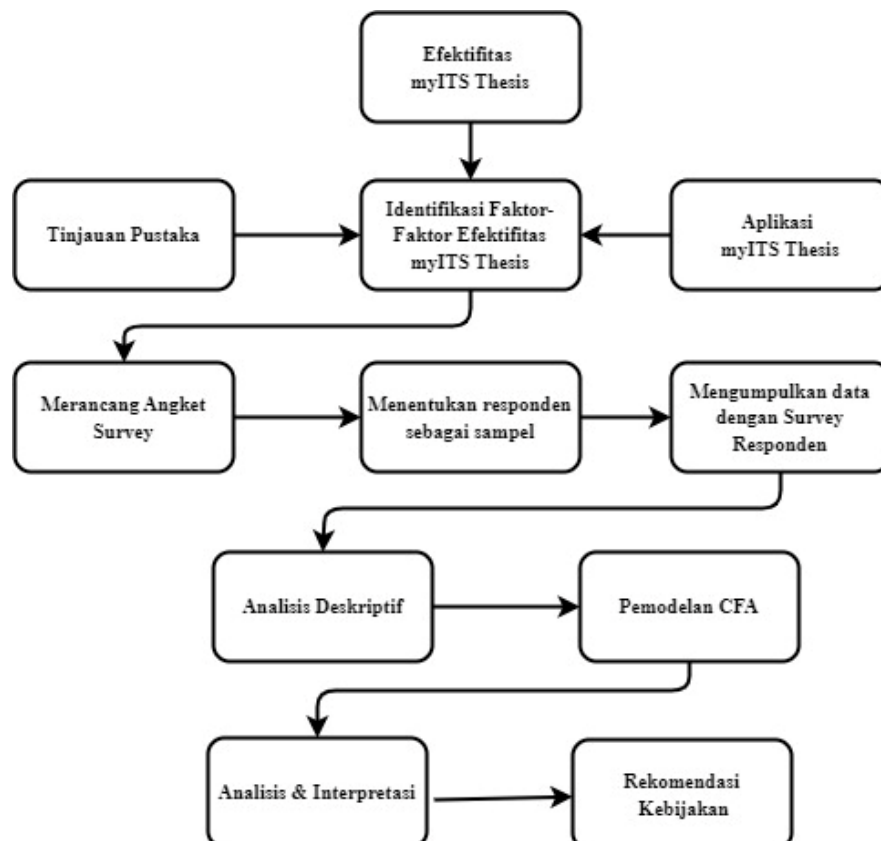 Efektifitas
myITS Thesis
Tinjauan Pustaka
Identifikasi Faktor-
Faktor Efektifitas
myITS Thesis
Aplikasi
myITS Thesis
Merancang Angket
Survey
Menentukan responden
sebagai sampel
Mengumpulkan data
dengan Survey
Responden
Analisis Deskriptif
Pemodelan CFA
Analisis & Interpretasi
Rekomendasi
Kebijakan